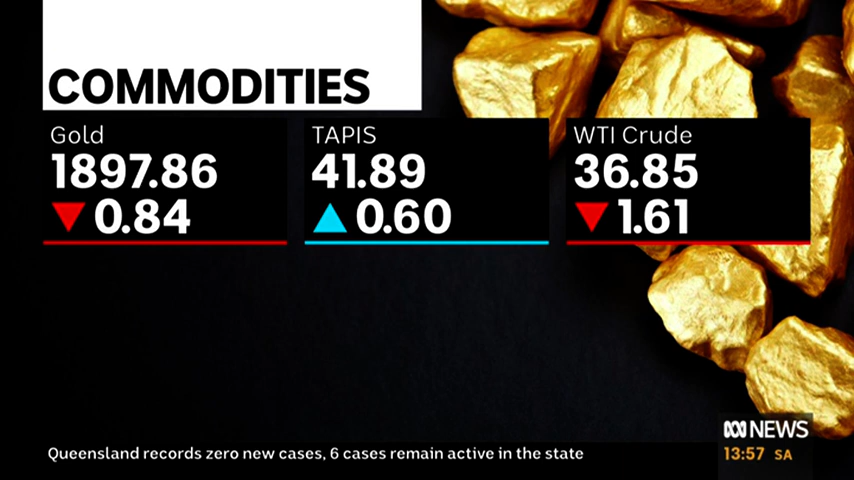 COMMODITIES
Gold
1897.86
▼ 0.84
TAPIS
41.89
▲ 0.60
WTI Crude
36.85
▼ 1.61
Queensland records zero new cases, 6 cases remain active in the state
NEWS
13:57 SA